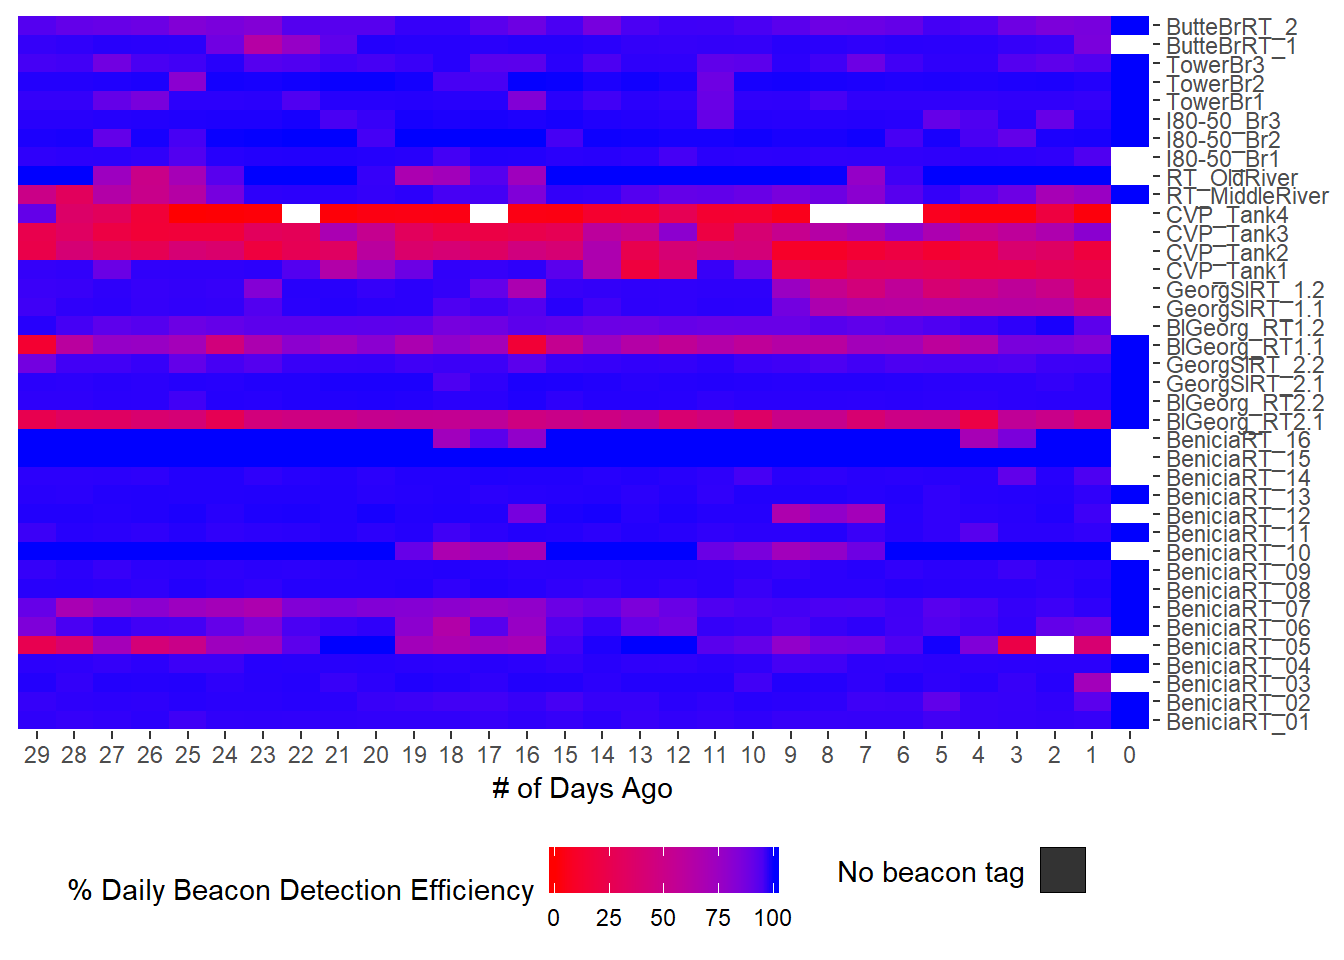 ButteBrRT_2
ButteBrRT_1
TowerBr3
TowerBr2
TowerBr1
I80-50_Br3
I80-50_Br2
I80-50_Br1
RT_OldRiver
RT_MiddleRiver
CVP_Tank4
CVP_Tank3
CVP_Tank2
CVP_Tank1
GeorgSlRT_1.2
GeorgSlRT_1.1
BlGeorg_RT1.2
BlGeorg_RT1.1
GeorgSlRT_2.2
GeorgSlRT_2.1
BlGeorg_RT2.2
BlGeorg_RT2.1
BeniciaRT_16
BeniciaRT_15
BeniciaRT_14
BeniciaRT_13
BeniciaRT_12
BeniciaRT_11
BeniciaRT_10
BeniciaRT_09
BeniciaRT_08
BeniciaRT_07
BeniciaRT_06
BeniciaRT_05
BeniciaRT_04
BeniciaRT_03
BeniciaRT_02
BeniciaRT_01
29 28 27 26 25 24 23 22 21 20 19 18 17 16 15 14 13 12 11 10 9 8 7 6 5 4 3 2 1 0
# of Days Ago
% Daily Beacon Detection Efficiency
0 25 50 75 100
No beacon tag